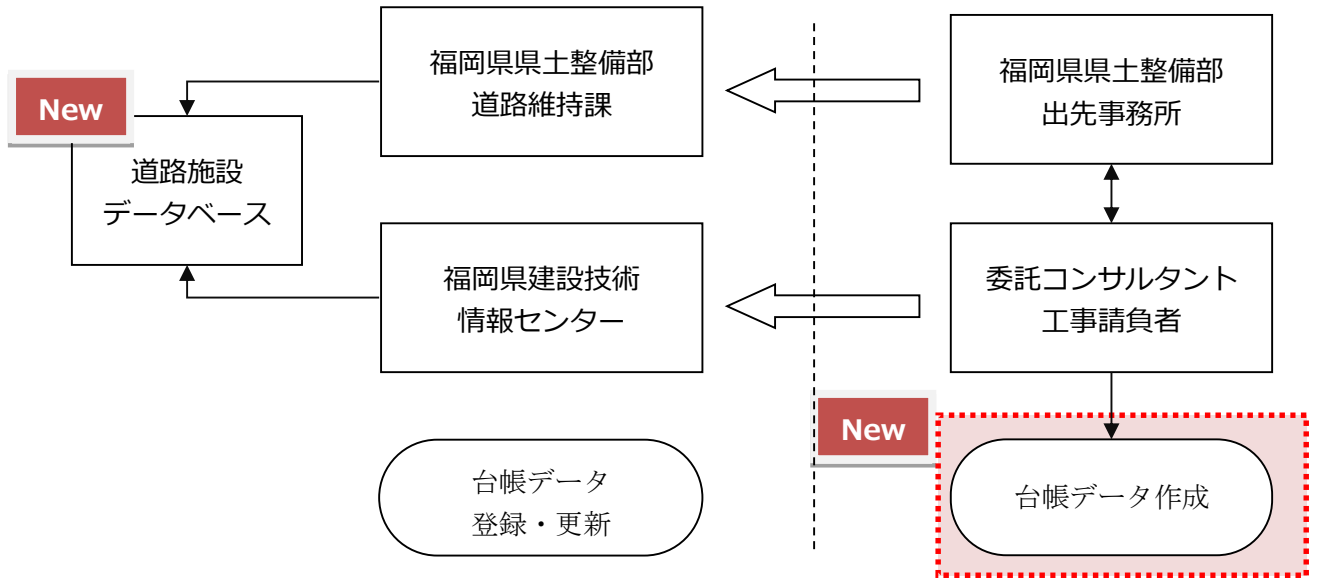 New
道路施設
データベース
福岡県県土整備部
道路維持課
福岡県建設技術
情報センター
台帳データ
登録・更新
福岡県県土整備部
出先事務所
委託コンサルタント
工事請負者
New
台帳データ作成